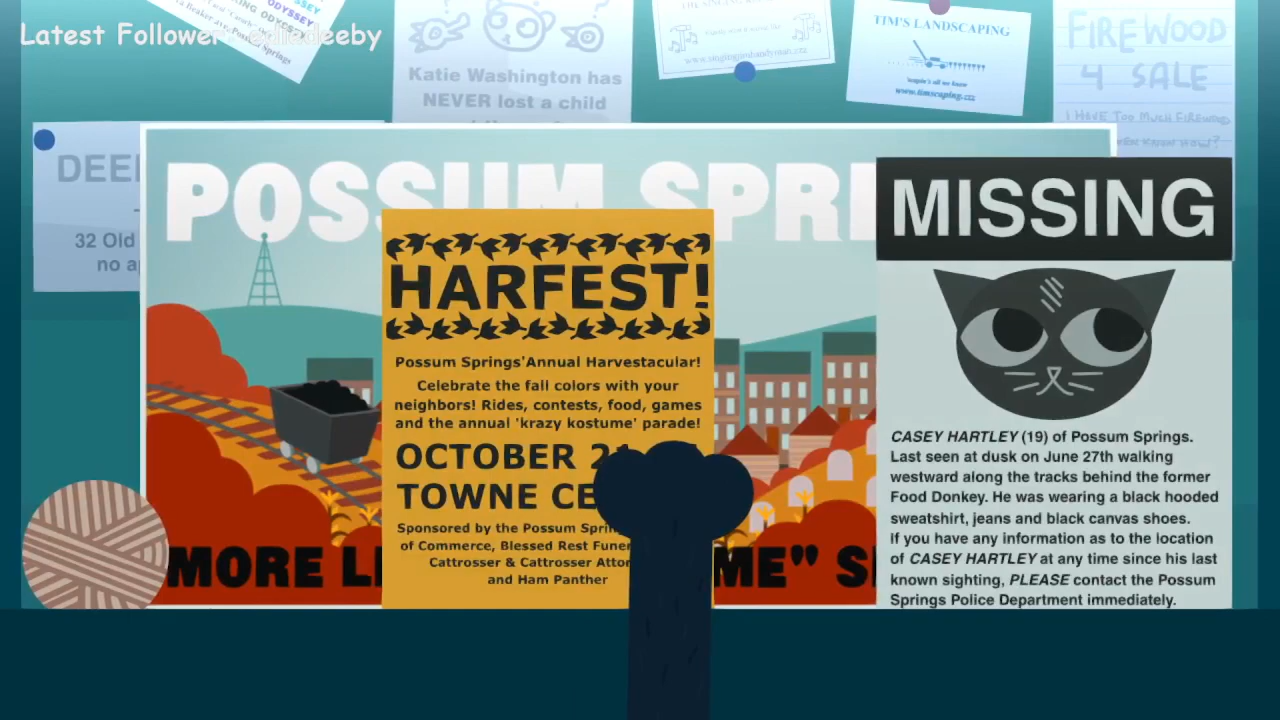 Latest Follower
ODYSSEY
Possum Springs
Katie Washington has
NEVER lost a child
TIM'S LANDSCAPING
www.timscaping.czz
FIREWOOD
4 SALE
I HAVE TOO MUCH FIREWOOD
DEE
32 Old
no a
POSSUM SPRI
MISSING
HARFEST!
Possum Springs' Annual Harvestacular!
Celebrate the fall colors with your
neighbors! Rides, contests, food, games
and the annual 'krazy kostume' parade!
OCTOBER
TOWNE CE
Sponsored by the Possum Sprin
of Commerce, Blessed Rest Funer
Cattrosser & Cattrosser Attor
and Ham Panther
MORE LI ME" S
CASEY HARTLEY (19) of Possum Springs.
Last seen at dusk on June 27th walking
westward along the tracks behind the former
Food Donkey. He was wearing a black hooded
sweatshirt, jeans and black canvas shoes.
If you have any information as to the location
of CASEY HARTLEY at any time since his last
known sighting, PLEASE contact the Possum
Springs Police Department immediately.